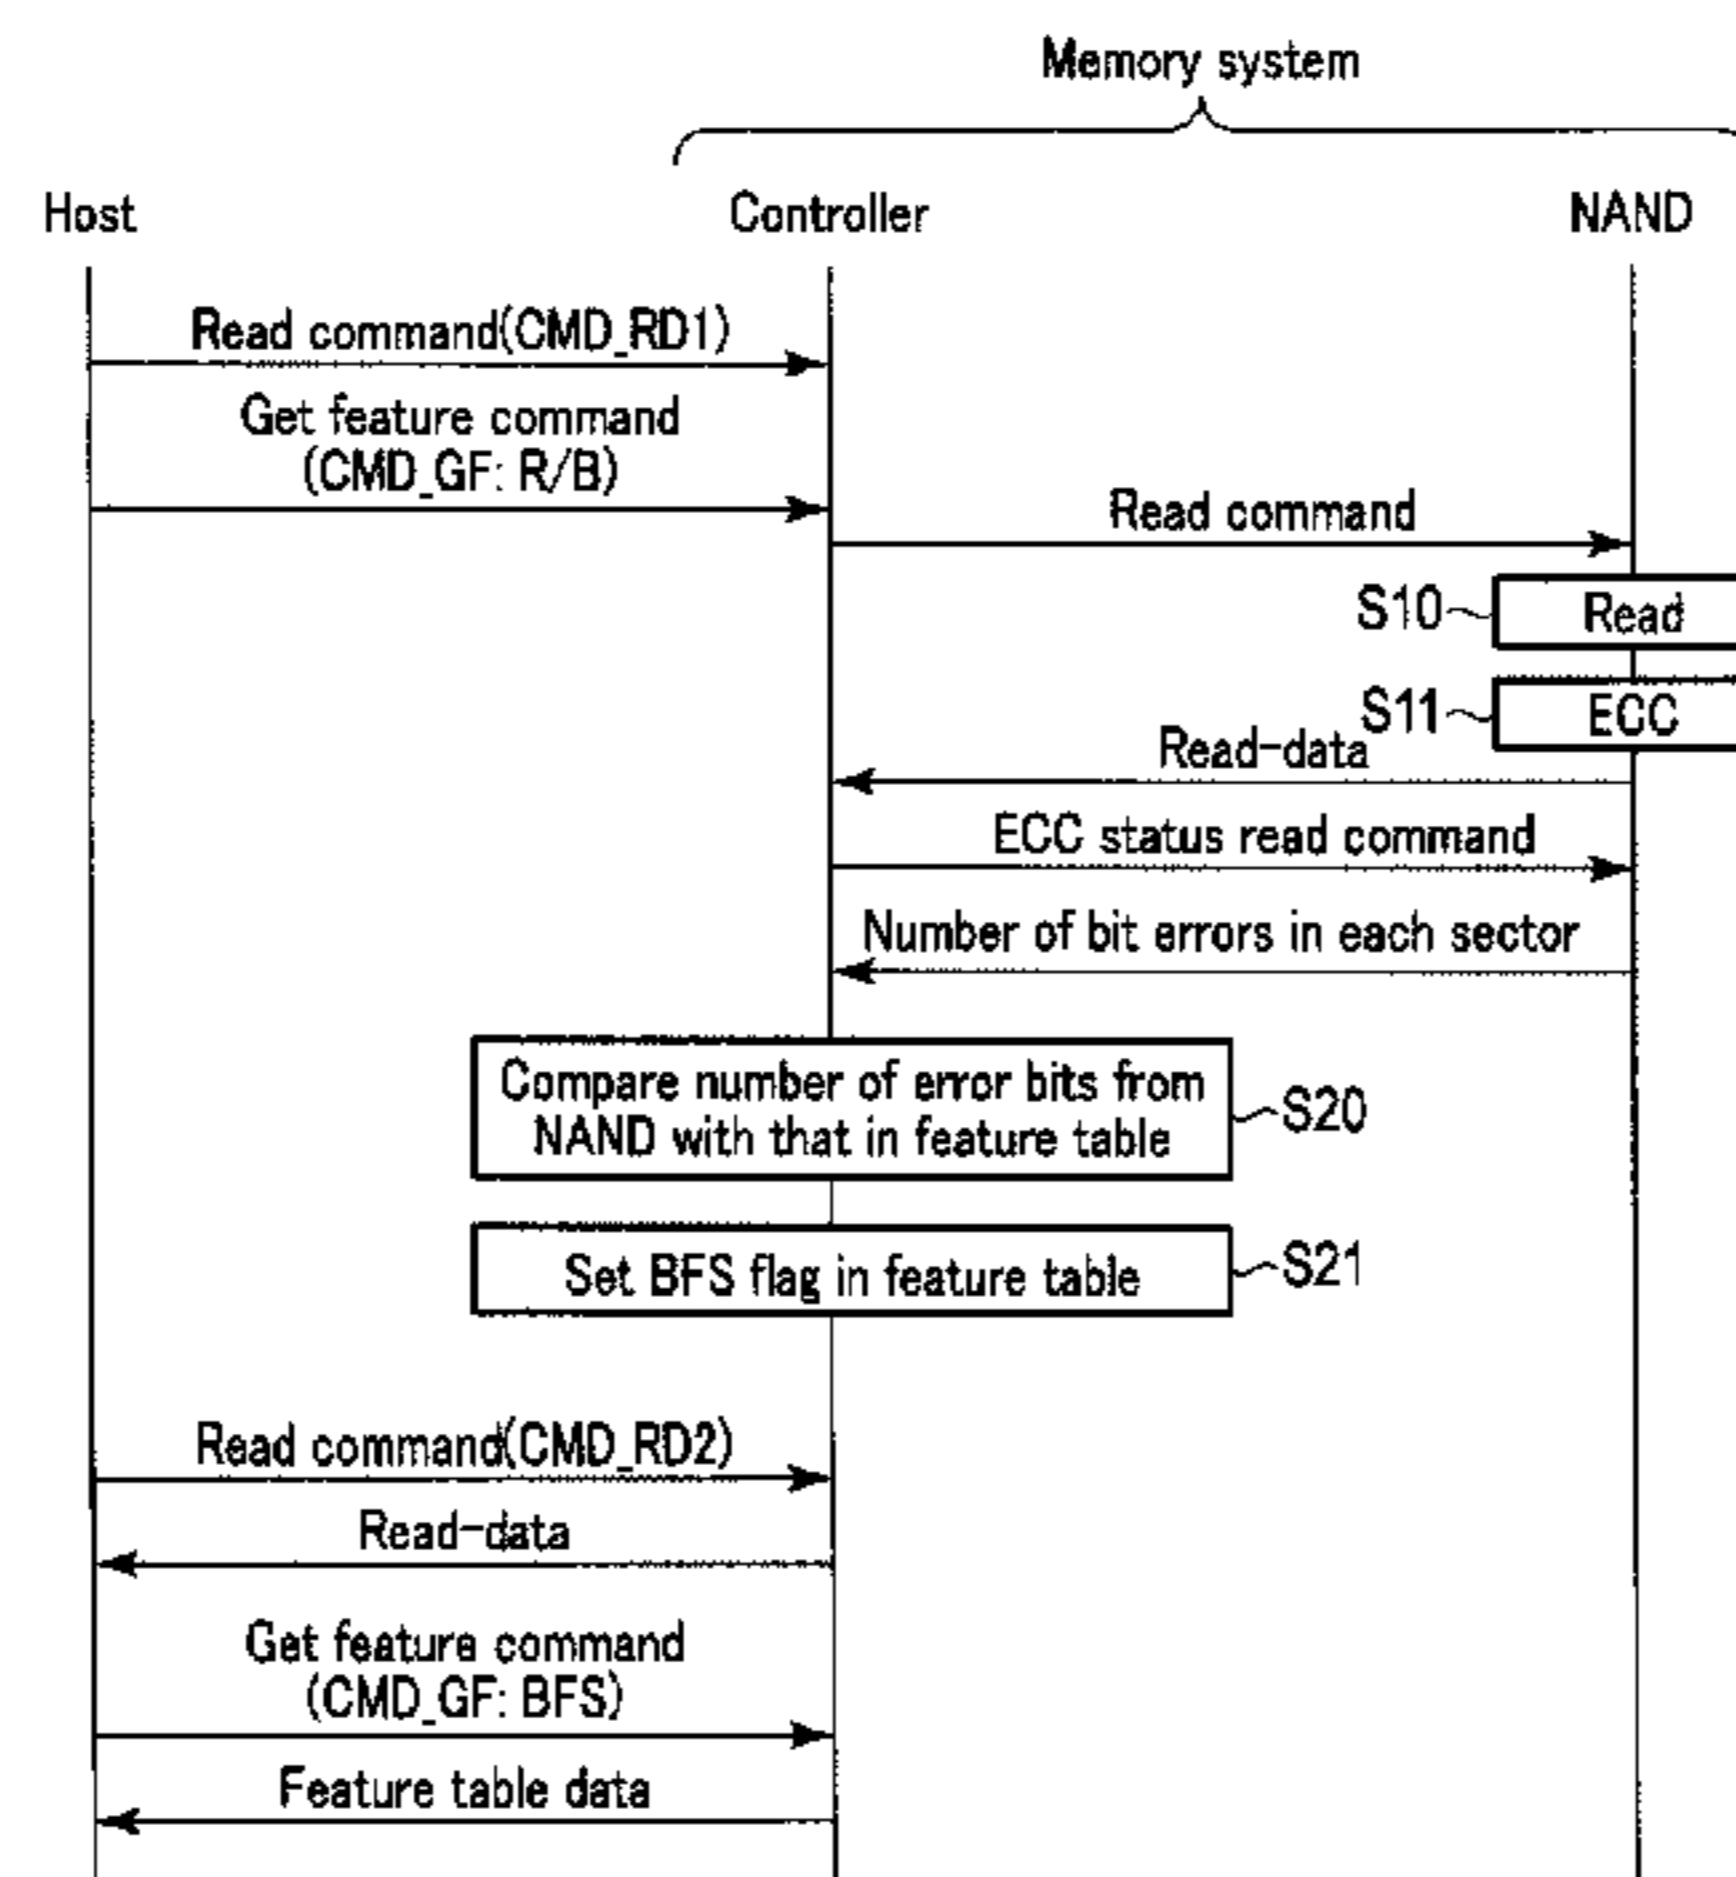 Memory system
Host
Controller
NAND
Read command(CMD_RD1)
Get feature command
(CMD_GF: R/B)
Read command
S10
Read
S11
ECC
Read-data
ECC status read command
Number of bit errors in each sector
Compare number of error bits from
NAND with that in feature table
S20
Set BFS flag in feature table
S21
Read command(CMD_RD2)
Read-data
Get feature command
(CMD_GF: BFS)
Feature table data